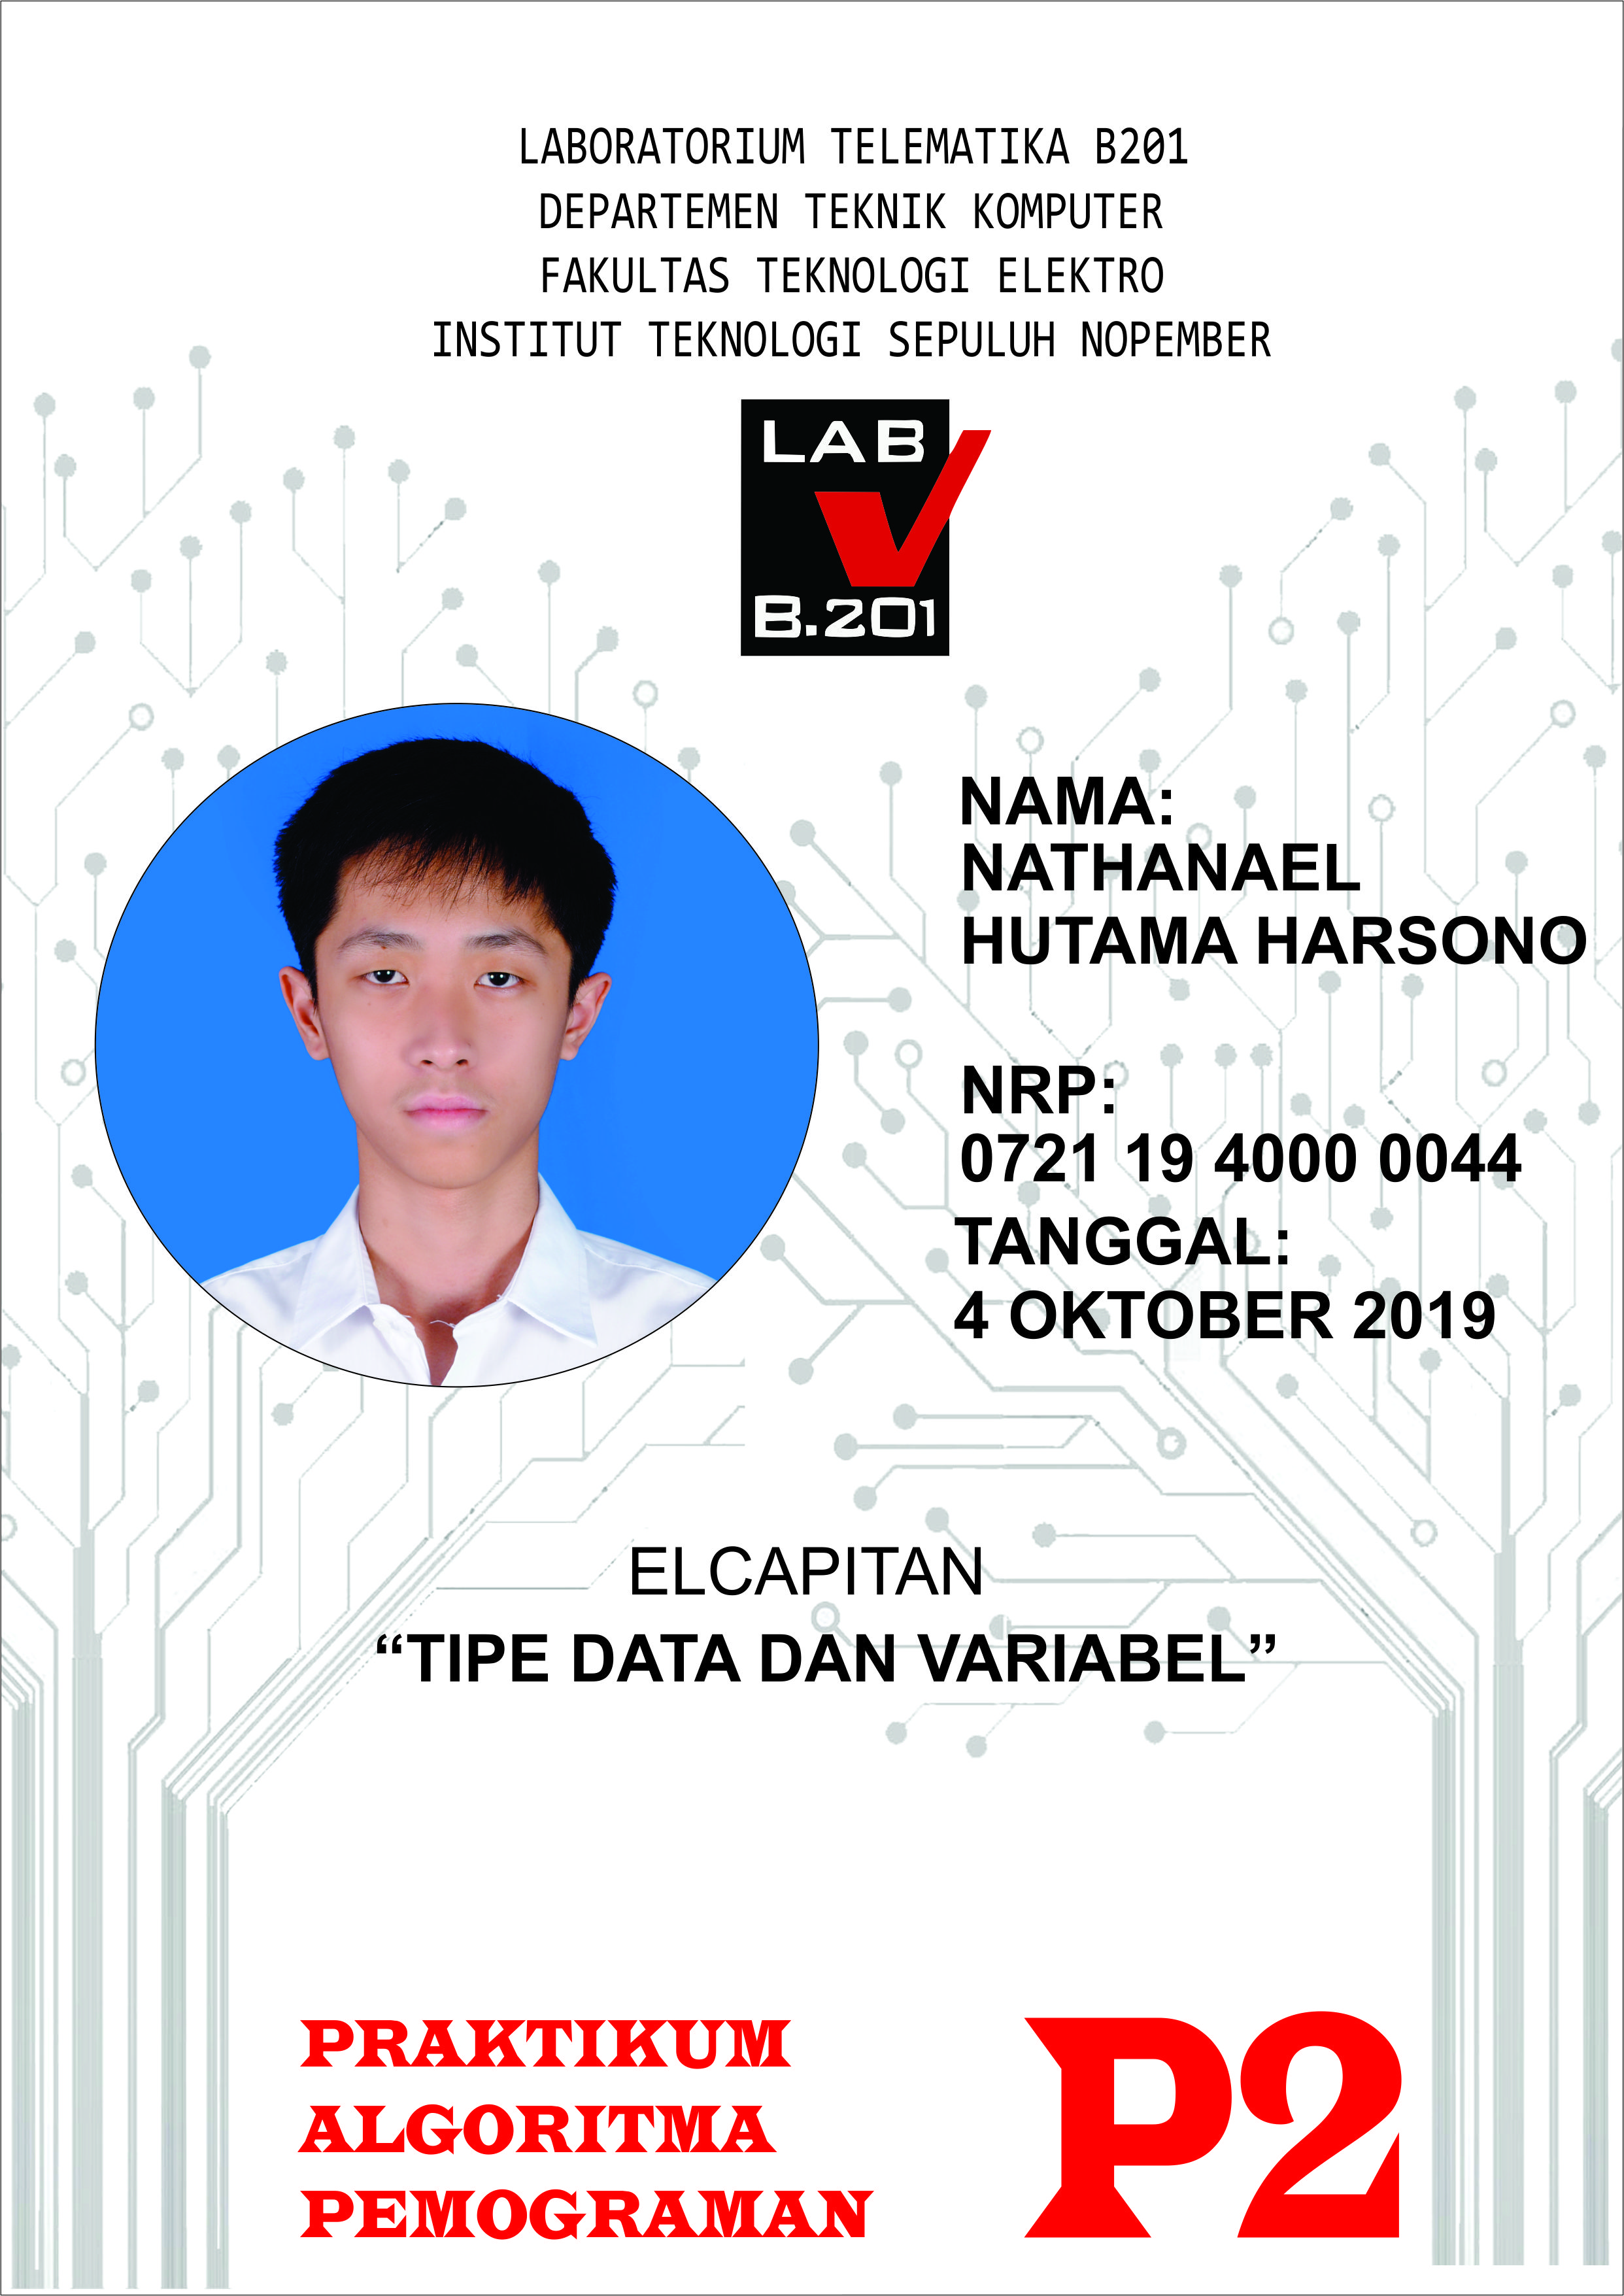 LABORATORIUM TELEMATIKA B201
DEPARTEMEN TEKNIK KOMPUTER
FAKULTAS TEKNOLOGI ELEKTRO
INSTITUT TEKNOLOGI SEPULUH NOPEMBER
LAB
B.201
NAMA:
NATHANAEL
HUTAMA HARSONO
NRP:
0721 19 4000 0044
TANGGAL:
4 OKTOBER 2019
ELCAPITAN
“TIPE DATA DAN VARIABEL”
PRAKTIKUM
ALGORITMA
PEMOGRAMAN
P2